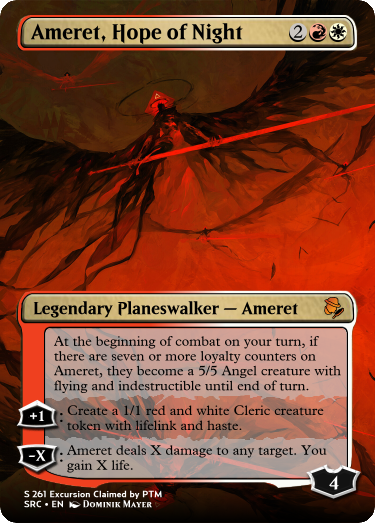 Ameret, Hope of Night 2
Legendary Planeswalker — Ameret
At the beginning of combat on your turn, if
there are seven or more loyalty counters on
Ameret, they become a 5/5 Angel creature with
flying and indestructible until end of turn.
+1 : Create a 1/1 red and white Cleric creature
token with lifelink and haste.
-X : Ameret deals X damage to any target. You
gain X life.
4
S 261 Excursion Claimed by PTM
SRC • EN Dominik Mayer